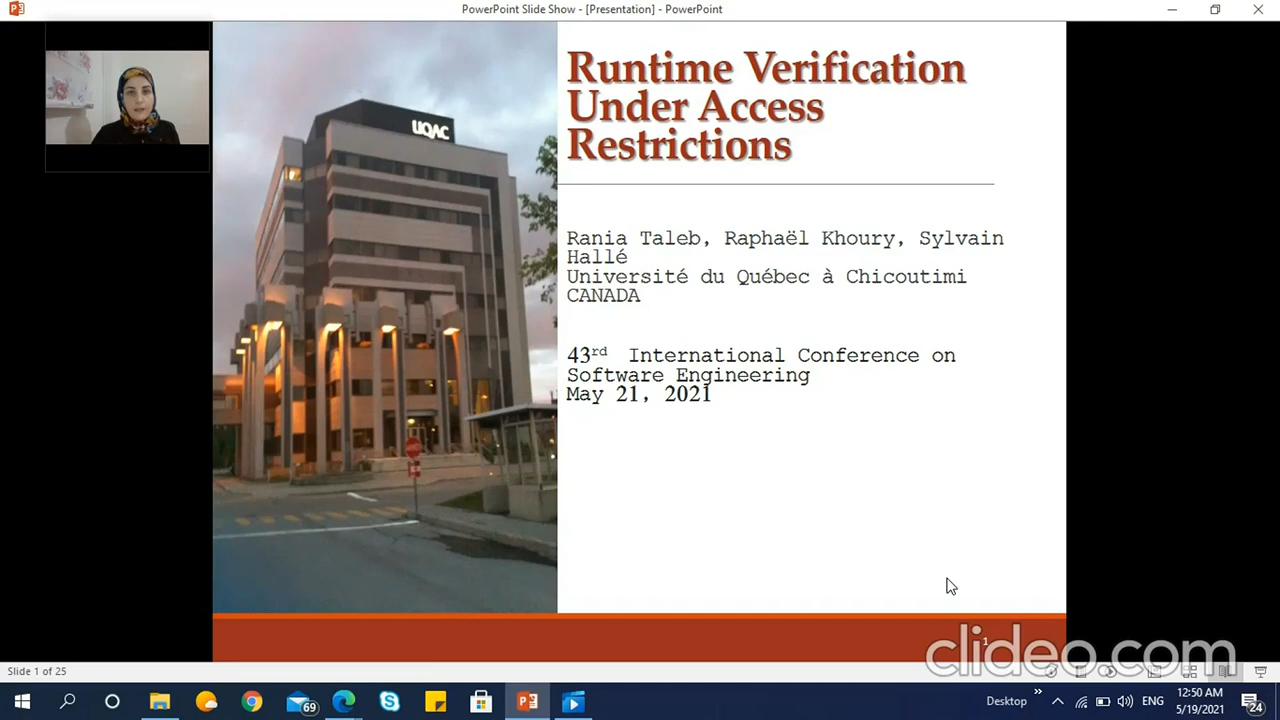 PowerPoint Slide Show - [Presentation] - PowerPoint
UQAC
Runtime Verification
Under Access
Restrictions
Rania Taleb, Raphaël Khoury, Sylvain
Hallé
Université du Québec à Chicoutimi
CANADA
43rd International Conference on
Software Engineering
May 21, 2021
1
clideo.com
Slide 1 of 25
69
Desktop
ENG
12:50 AM
5/19/2021
24